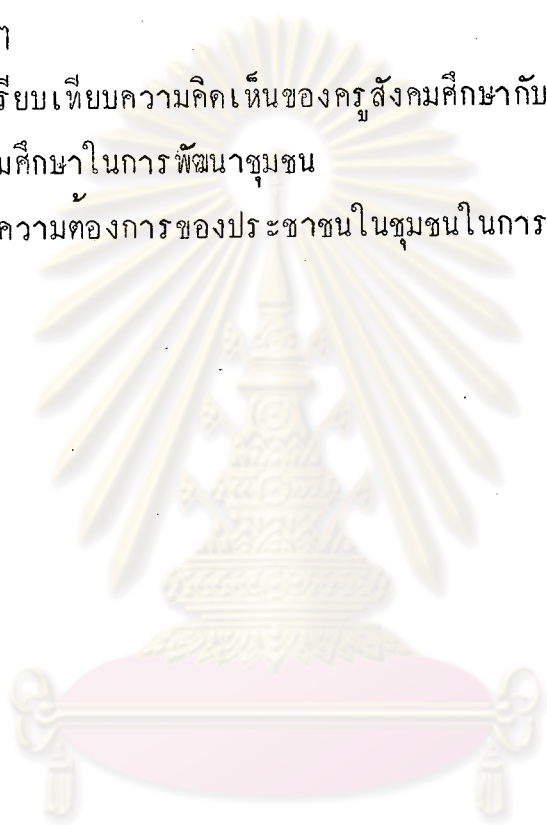 ๆ
รียบเทียบความคิดเห็นของครูสังคมศึกษากับ
มศึกษาในการพัฒนาชุมชน
ความต้องการของประชาชนในชุมชนในการ